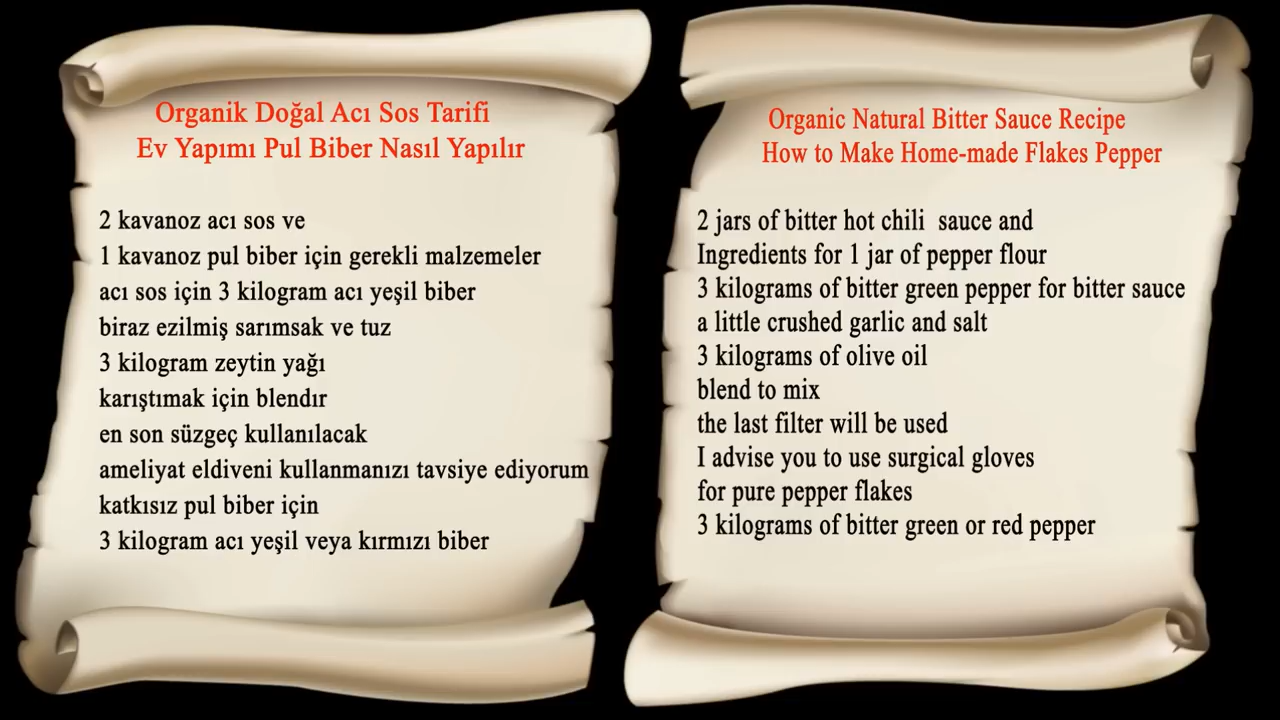 Organik Doğal Acı Sos Tarifi
Ev Yapımı Pul Biber Nasıl Yapılır
2 kavanoz acı sos ve
1 kavanoz pul biber için gerekli malzemeler
acı sos için 3 kilogram acı yeşil biber
biraz ezilmiş sarımsak ve tuz
3 kilogram zeytin yağı
karıştımak için blendır
en son süzgeç kullanılacak
ameliyat eldiveni kullanmanızı tavsiye ediyorum
katkısız pul biber için
3 kilogram acı yeşil veya kırmızı biber
Organic Natural Bitter Sauce Recipe
How to Make Home-made Flakes Pepper
2 jars of bitter hot chili  sauce and
Ingredients for 1 jar of pepper flour
3 kilograms of bitter green pepper for bitter sauce
a little crushed garlic and salt
3 kilograms of olive oil
blend to mix
the last filter will be used
I advise you to use surgical gloves
for pure pepper flakes
3 kilograms of bitter green or red pepper